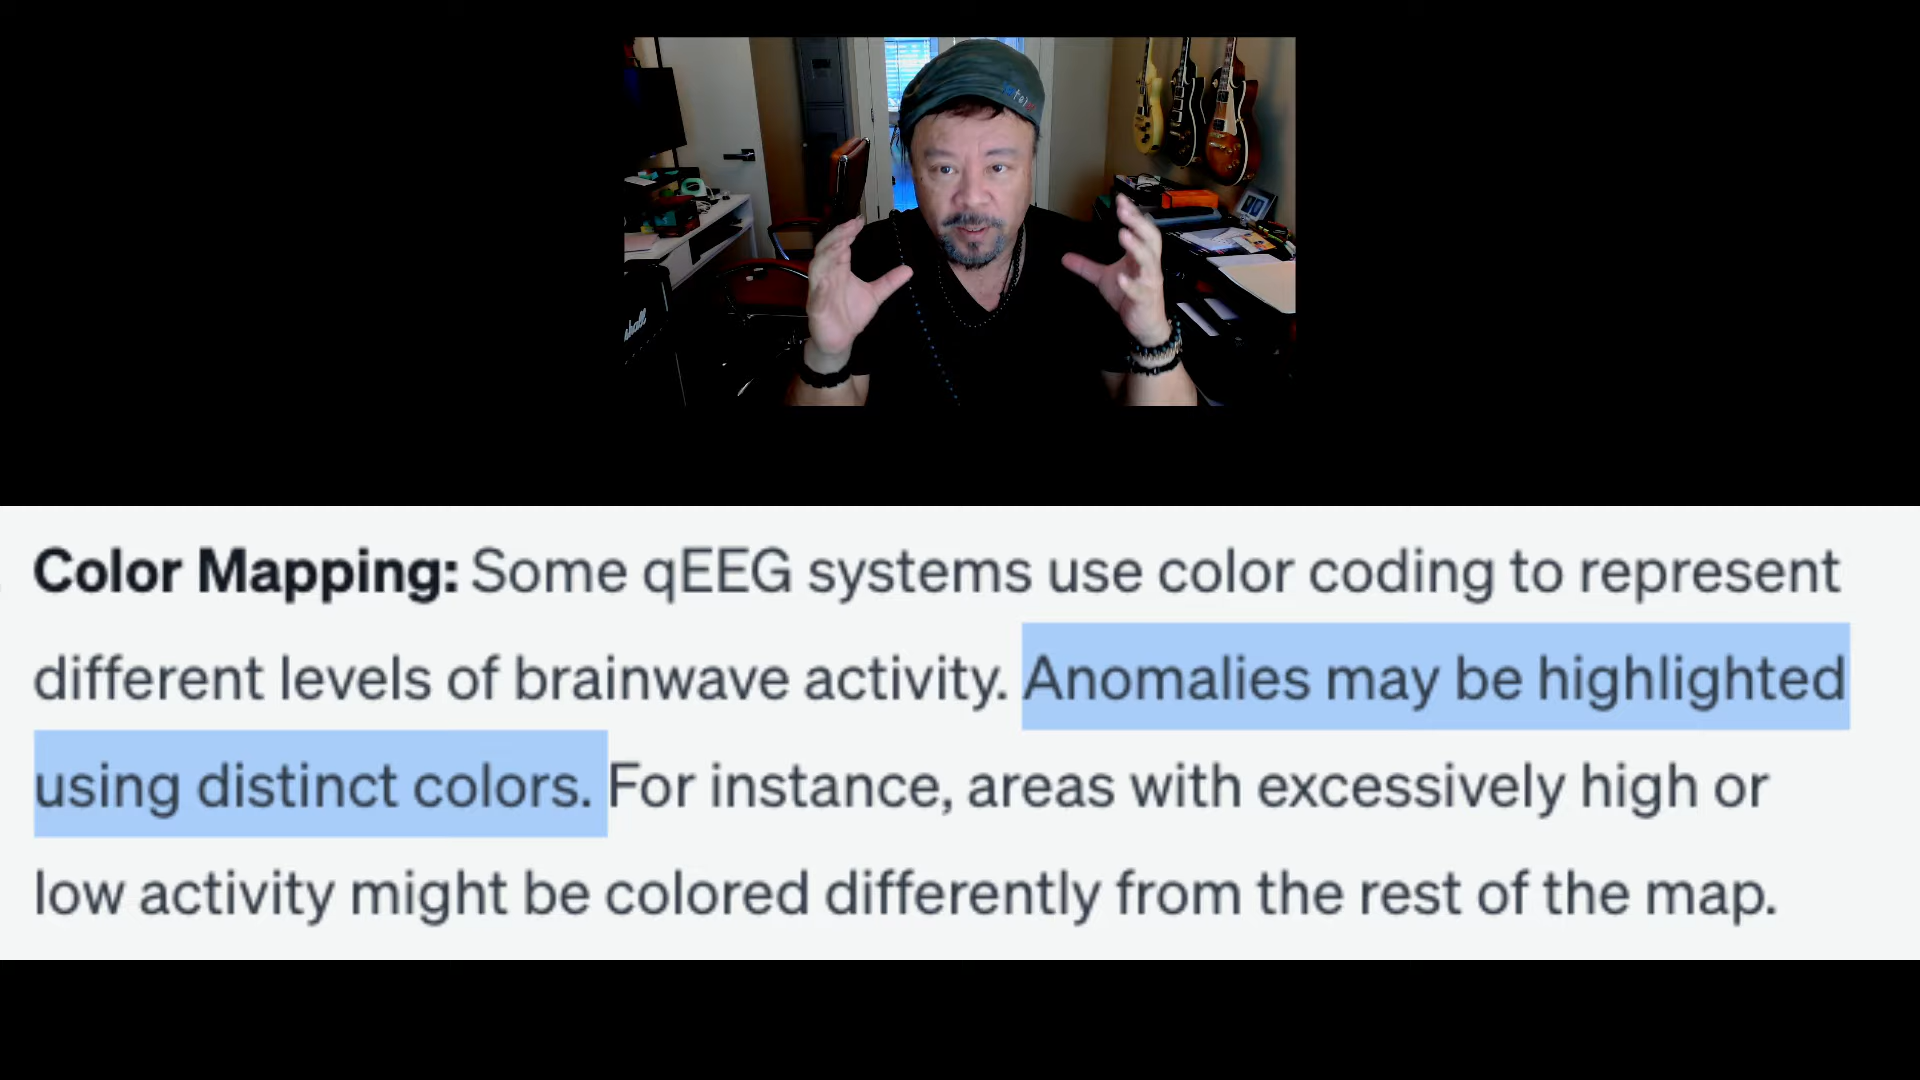 Color Mapping: Some qEEG systems use color coding to represent
different levels of brainwave activity. Anomalies may be highlighted
using distinct colors. For instance, areas with excessively high or
low activity might be colored differently from the rest of the map.